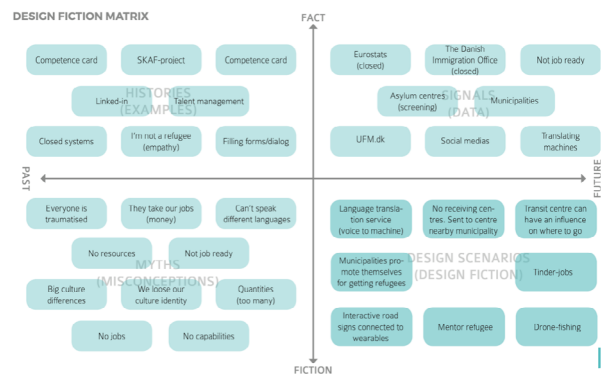 DESIGN FICTION MATRIX
FACT
Competence card
SKAF-project
Competence card
Linked-in
Talent management
HISTORIES
(EXAMPLES)
Closed systems
I'm not a refugee
(empathy)
Filling forms/dialog
Eurostats
(closed)
The Danish
Immigration Office
(closed)
Not job ready
Asylum centres
(screening)
Municipalities
SIGNALS
(DATA)
UFM.dk
Social medias
Translating
machines
PAST
FUTURE
Everyone is
traumatised
They take our jobs
(money)
Can't speak
different languages
No resources
Not job ready
MYTHS
(MISCONCEPTIONS)
Big culture
differences
We loose our
culture identity
Quantities
(too many)
No jobs
No capabilities
Language transla-
tion service
(voice to machine)
No receiving cen-
tres. Sent to centre
nearby municipality
Transit centre can
have an influence
on where to go
Municipalities pro-
mote themselves
for getting refugees
DESIGN SCENARIOS
(DESIGN FICTION)
Tinder-jobs
Interactive road
signs connected to
wearables
Mentor refugee
Drone-fishing
FICTION